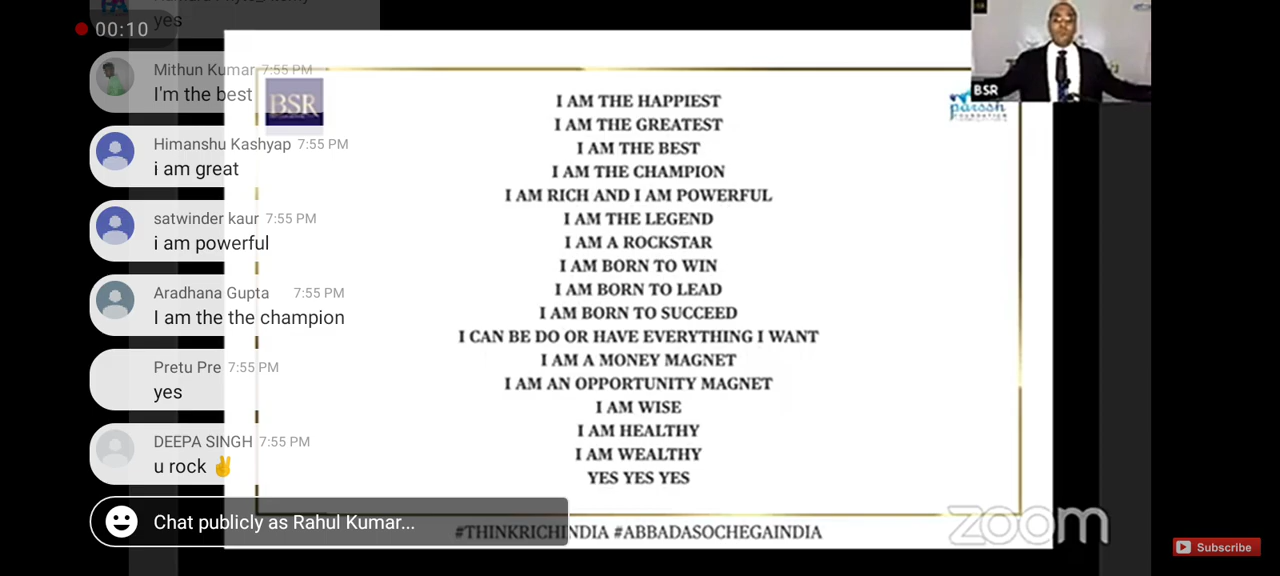 yes
00:10
Mithun Kumar 7:55 PM
I'm the best
Himanshu Kashyap 7:55 PM
i am great
satwinder kaur 7:55 PM
i am powerful
Aradhana Gupta 7:55 PM
I am the the champion
Pretu Pre 7:55 PM
yes
DEEPA SINGH 7:55 PM
u rock ✌
Chat publicly as Rahul Kumar...
BSR
I AM THE HAPPIEST
I AM THE GREATEST
I AM THE BEST
I AM THE CHAMPION
I AM RICH AND I AM POWERFUL
I AM THE LEGEND
I AM A ROCKSTAR
I AM BORN TO WIN
I AM BORN TO LEAD
I AM BORN TO SUCCEED
I CAN BE DO OR HAVE EVERYTHING I WANT
I AM A MONEY MAGNET
I AM AN OPPORTUNITY MAGNET
I AM WISE
I AM HEALTHY
I AM WEALTHY
YES YES YES
#THINKRICHINDIA #ABBADASOCHEGAINDIA
BSR
FOUNDATION
zoom
Subscribe